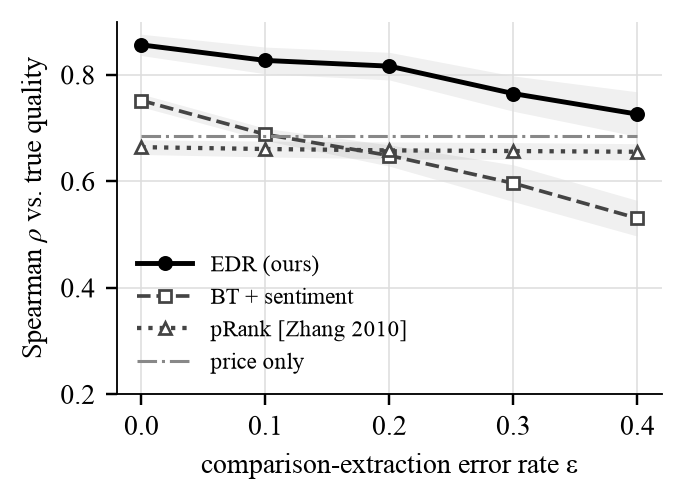 Spearman ρ vs. true quality
0.8
0.6
0.4
0.2
EDR (ours)
BT + sentiment
pRank [Zhang 2010]
price only
0.0 0.1 0.2 0.3 0.4
comparison-extraction error rate ε